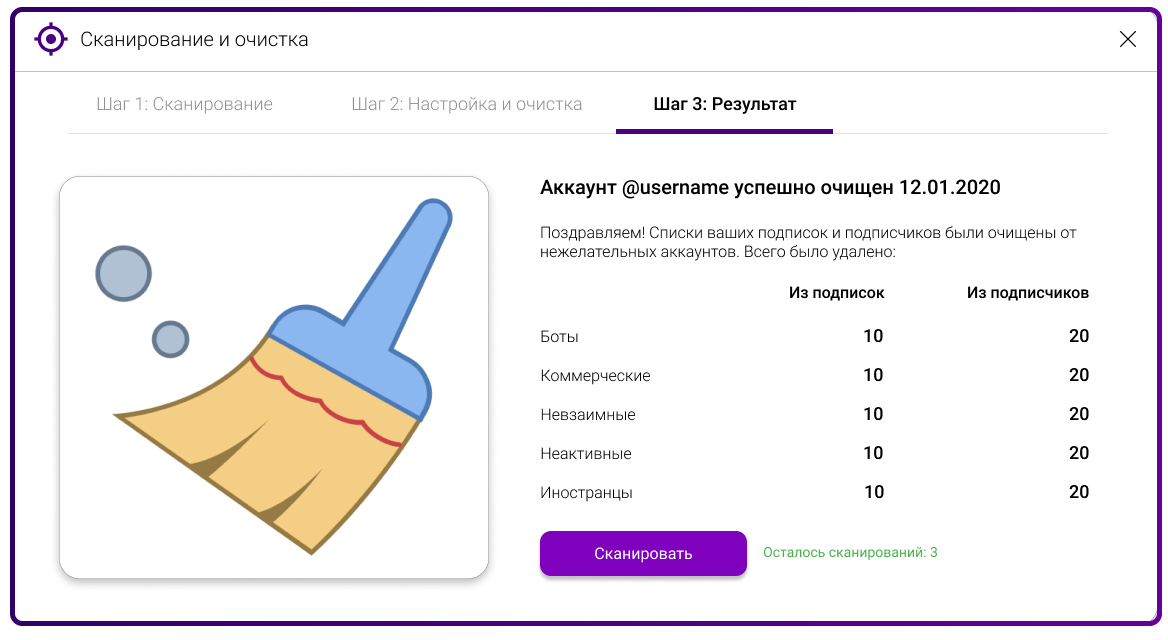 Сканирование и очистка
Шаг 1: Сканирование Шаг 2: Настройка и очистка Шаг 3: Результат
Аккаунт @username успешно очищен 12.01.2020
Поздравляем! Списки ваших подписок и подписчиков были очищены от
нежелательных аккаунтов. Всего было удалено:
Из подписок Из подписчиков
Боты 10 20
Коммерческие 10 20
Невзаимные 10 20
Неактивные 10 20
Иностранцы 10 20
Сканировать Осталось сканирований: 3